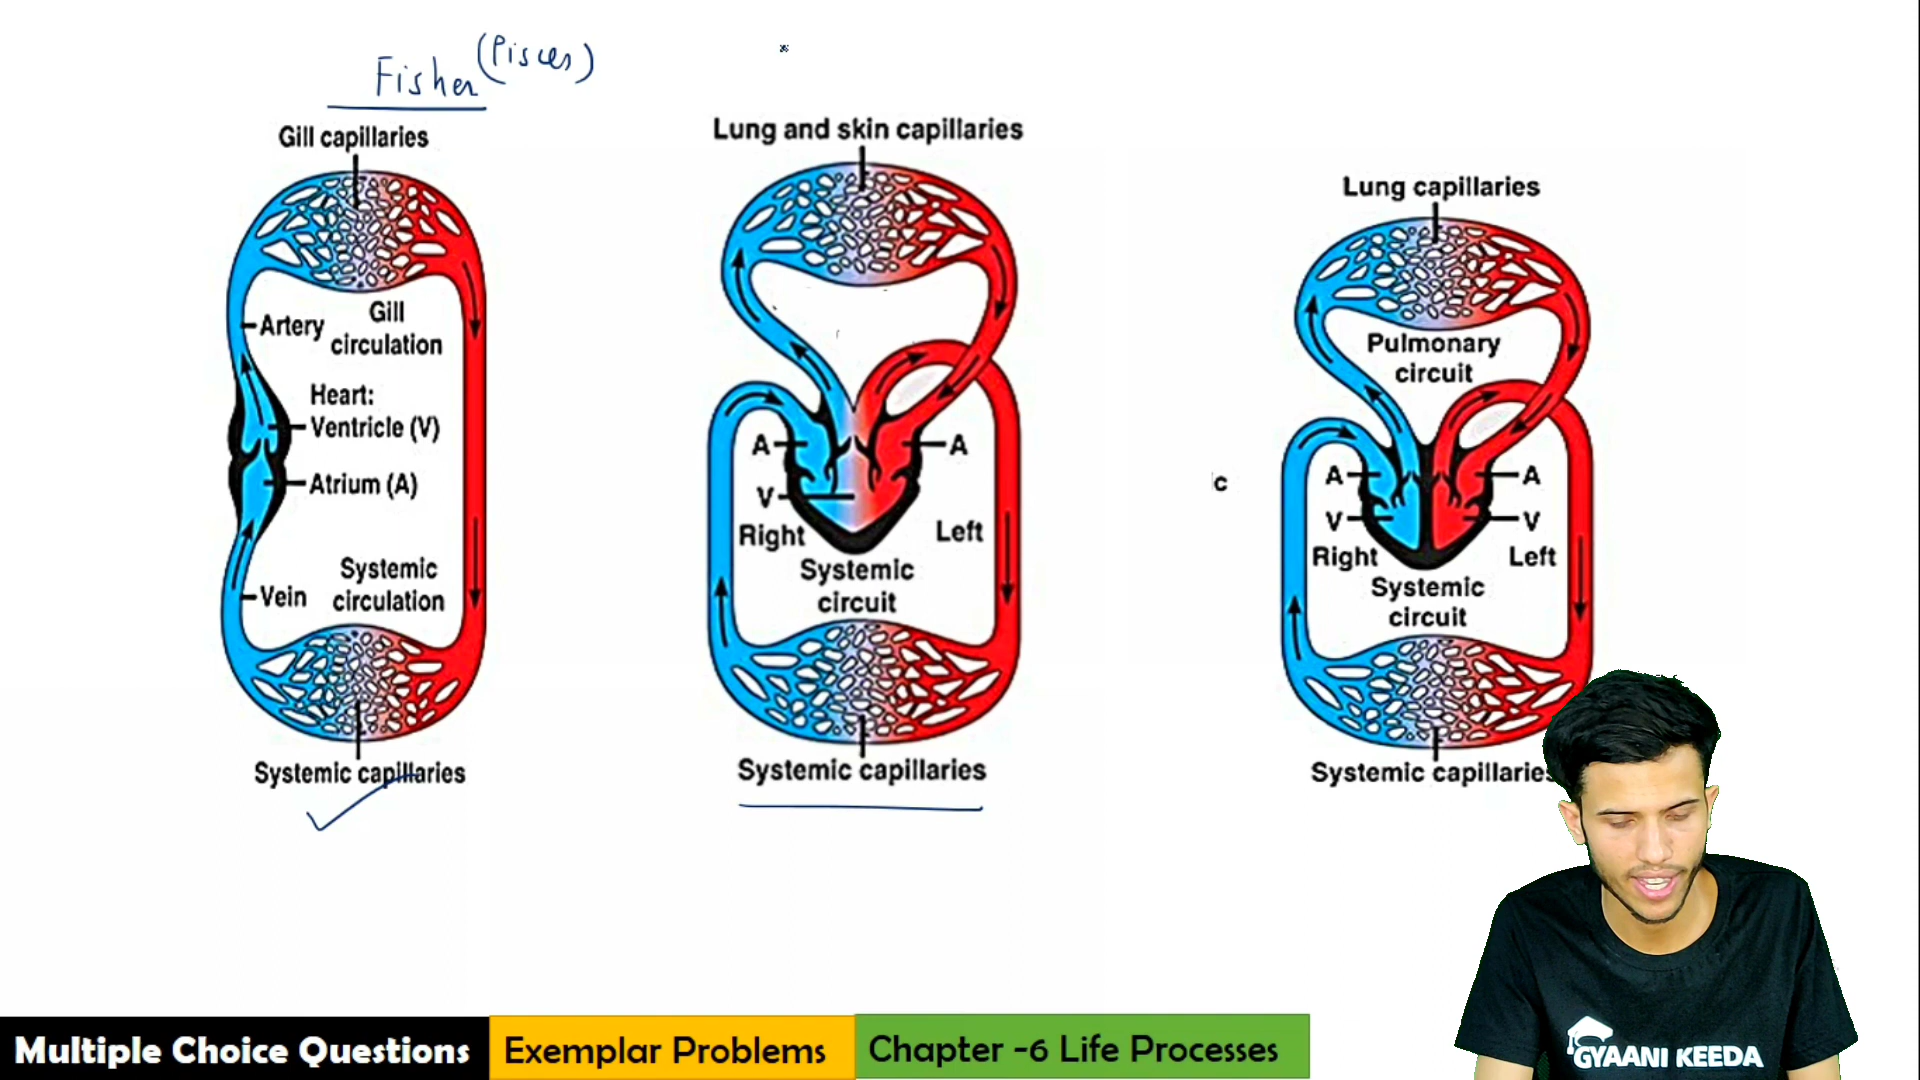 Fishes (Pisces)
Gill capillaries
Artery
Gill
circulation
Heart:
Ventricle (V)
Atrium (A)
Systemic
circulation
Vein
Systemic capillaries
Lung and skin capillaries
A
A
V
Right
Left
Systemic
circuit
Systemic capillaries
c
Lung capillaries
Pulmonary
circuit
A
A
V
V
Right
Left
Systemic
circuit
Systemic capillaries
GYAANI KEEDA
Multiple Choice Questions
Exemplar Problems
Chapter -6 Life Processes